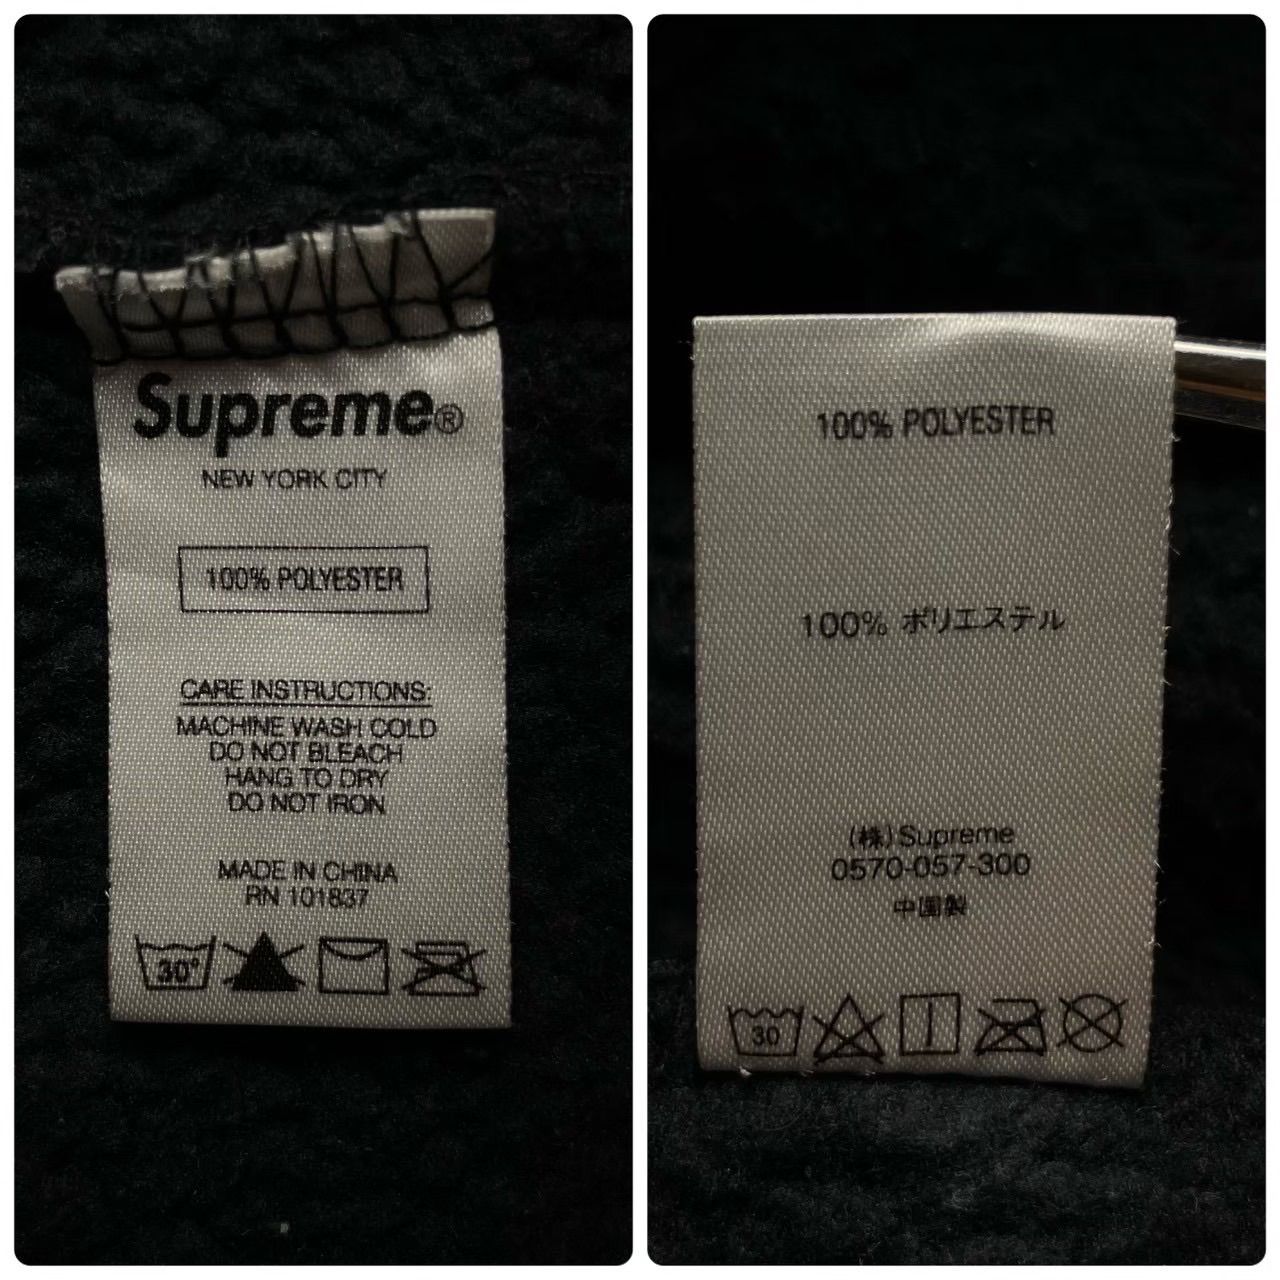 Supreme®
NEW YORK CITY
100% POLYESTER
CARE INSTRUCTIONS:
MACHINE WASH COLD
DO NOT BLEACH
HANG TO DRY
DO NOT IRON
MADE IN CHINA
RN 101837
30°
100% POLYESTER
100% ポリエステル
(株)Supreme
0570-057-300
中国製
30